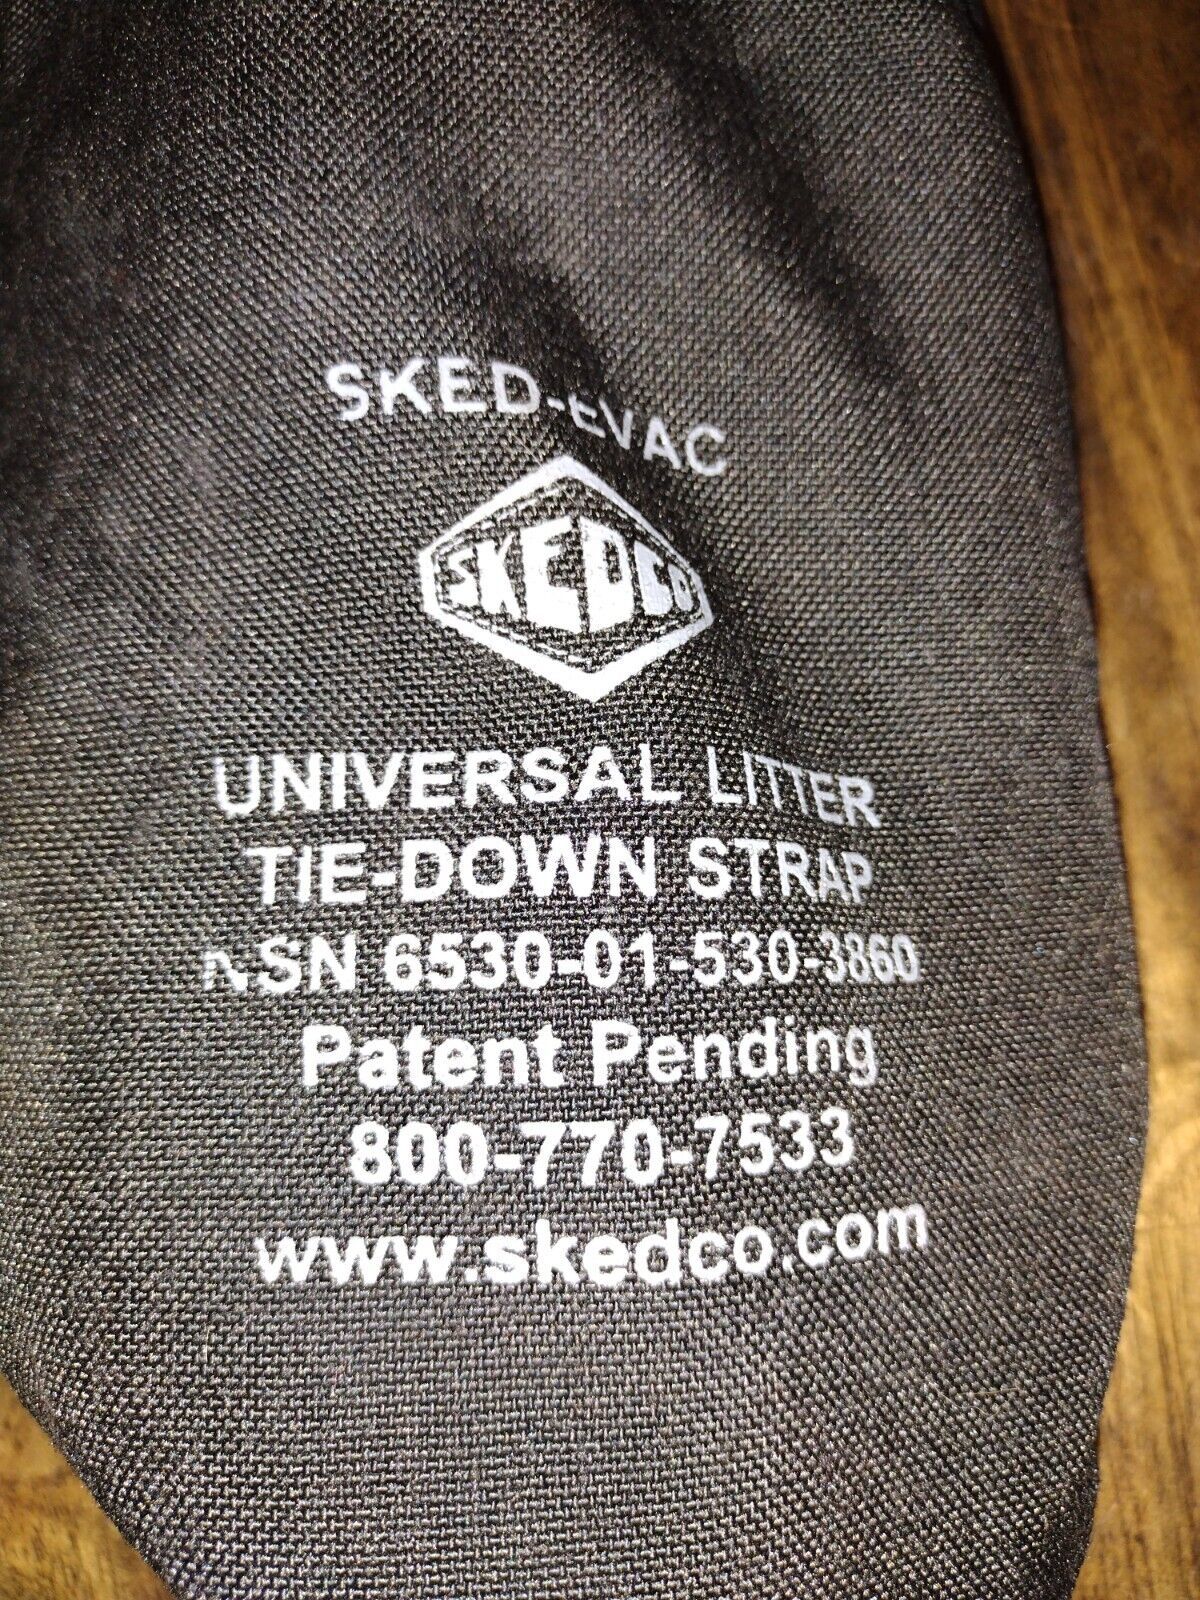 SKED-EVAC
SKEDCO
UNIVERSAL LITTER
TIE-DOWN STRAP
NSN 6530-01-530-3860
Patent Pending
800-770-7533
www.skedco.com